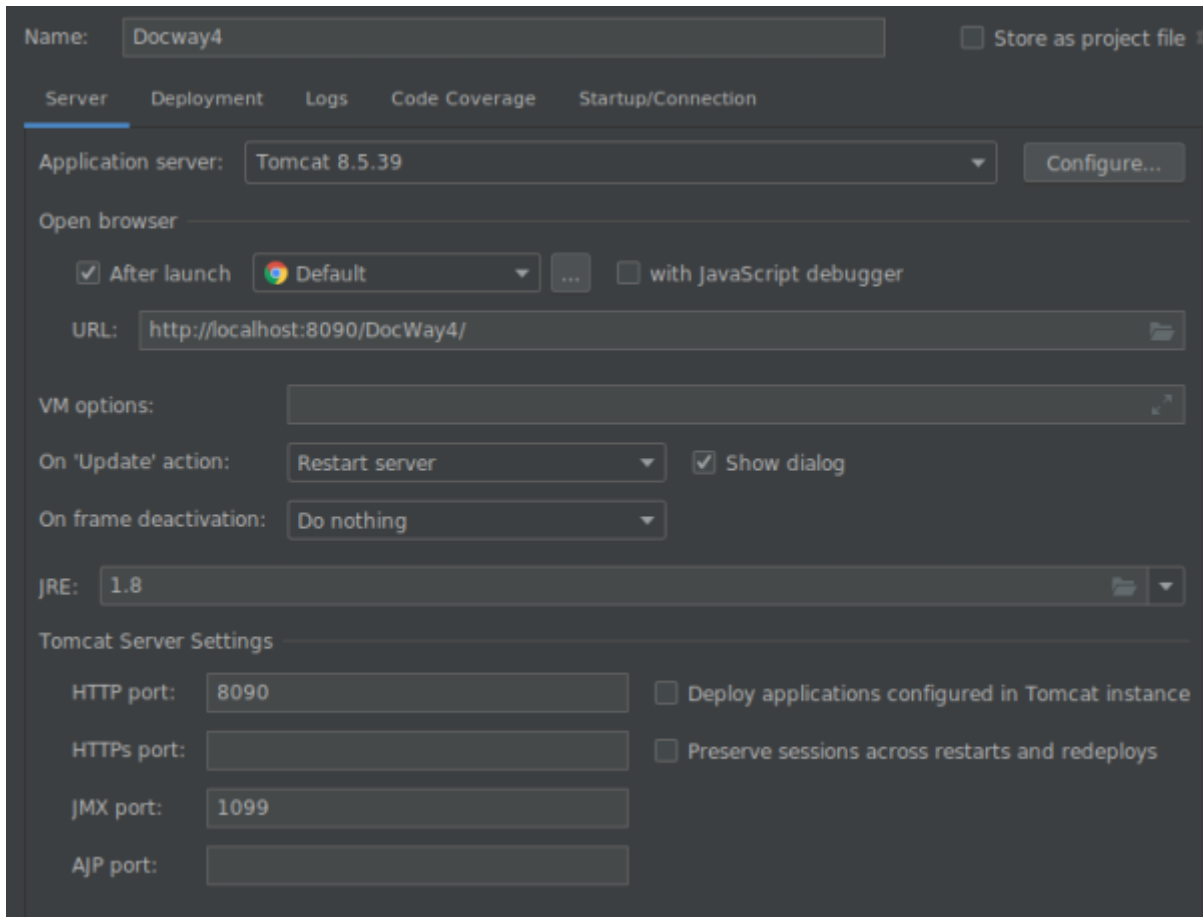 Name: Docway4 Store as project file
Server Deployment Logs Code Coverage Startup/Connection
Application server: Tomcat 8.5.39 Configure...
Open browser
After launch Default ... with JavaScript debugger
URL: http://localhost:8090/DocWay4/
VM options:
On 'Update' action: Restart server Show dialog
On frame deactivation: Do nothing
JRE: 1.8
Tomcat Server Settings
HTTP port: 8090 Deploy applications configured in Tomcat instance
HTTPs port: Preserve sessions across restarts and redeploys
JMX port: 1099
AJP port: